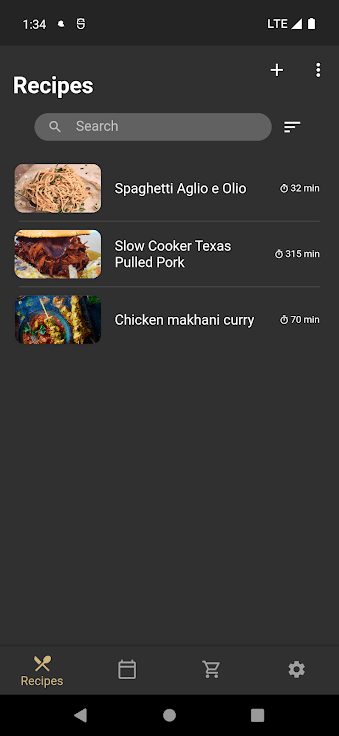 1:34
LTE
Recipes
Search
Spaghetti Aglio e Olio
32 min
Slow Cooker Texas
Pulled Pork
315 min
Chicken makhani curry
70 min
Recipes